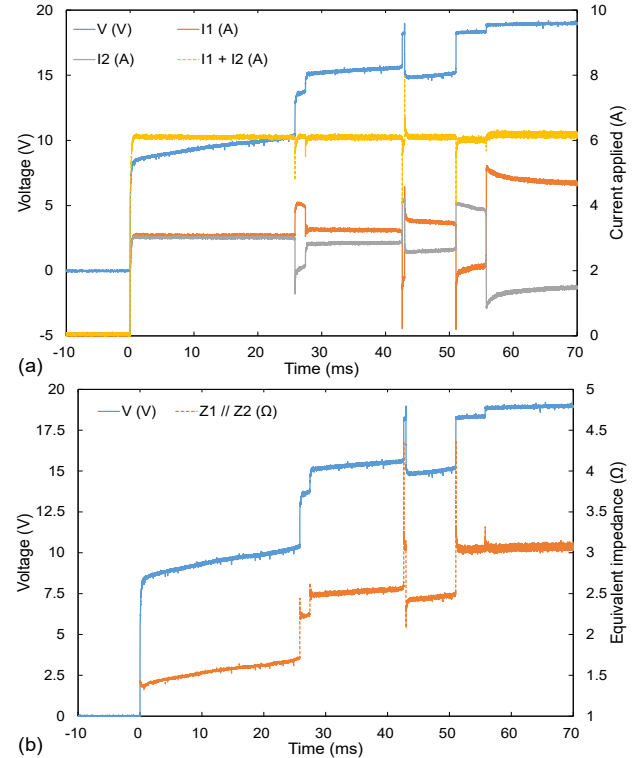 V (V) I1 (A)
I2 (A) I1 + I2 (A)
20
15
10
5
0
-5
Voltage (V)
10
8
6
4
2
0
Current applied (A)
-10 0 10 20 30 40 50 60 70
Time (ms)
(a)
V (V) Z1 // Z2 (Ω)
20
17.5
15
12.5
10
7.5
5
2.5
0
Voltage (V)
5
4.5
4
3.5
3
2.5
2
1.5
1
Equivalent impedance (Ω)
-10 0 10 20 30 40 50 60 70
Time (ms)
(b)